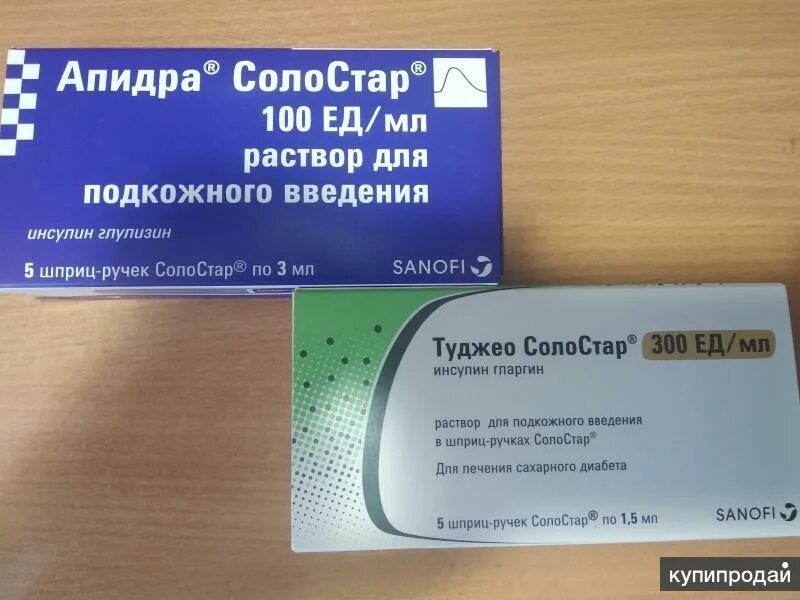 Апидра® СолоСтар®
100 ЕД/мл
раствор для
подкожного введения
инсулин глулизин
5 шприц-ручек СолоСтар® по 3 мл
SANOFI
Туджео СолоСтар® 300 ЕД/мл
инсулин гларгин
раствор для подкожного введения
в шприц-ручках СолоСтар®
Для лечения сахарного диабета
5 шприц-ручек СолоСтар® по 1,5 мл
SANOFI
купипродай